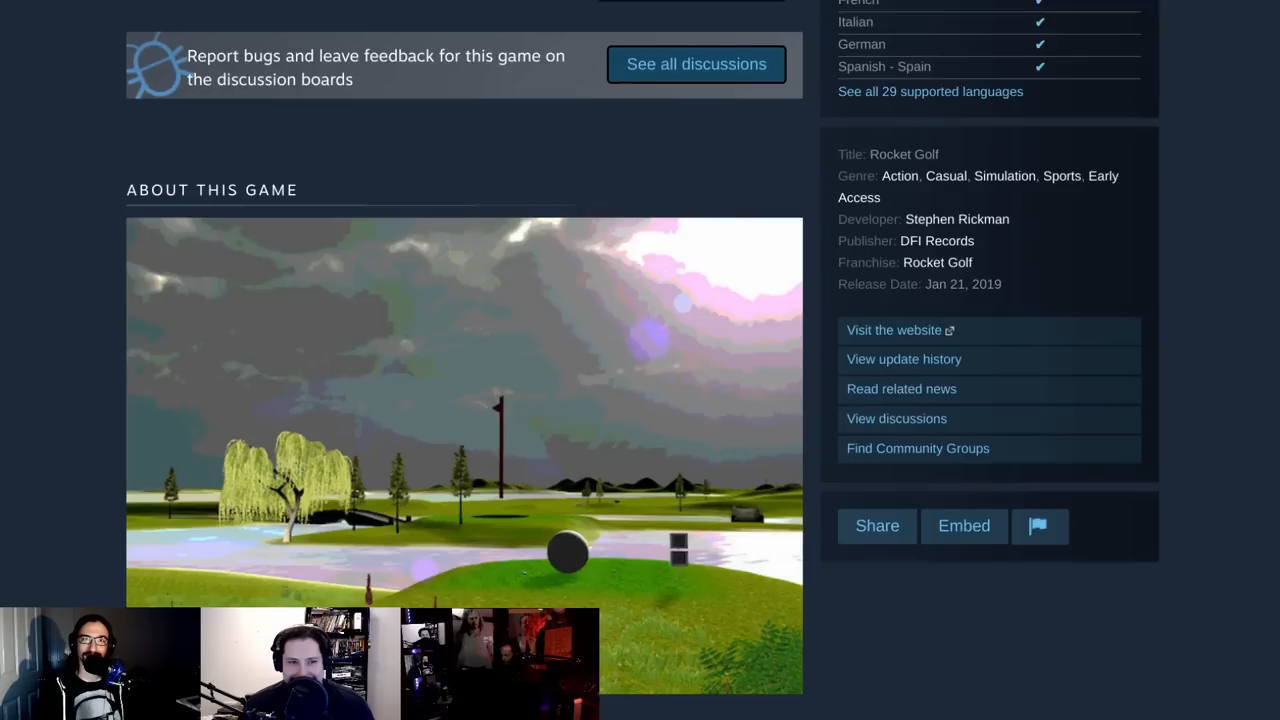 Report bugs and leave feedback for this game on
the discussion boards
See all discussions
ABOUT THIS GAME
French
Italian
German
Spanish - Spain
See all 29 supported languages
Title: Rocket Golf
Genre: Action, Casual, Simulation, Sports, Early
Access
Developer: Stephen Rickman
Publisher: DFI Records
Franchise: Rocket Golf
Release Date: Jan 21, 2019
Visit the website
View update history
Read related news
View discussions
Find Community Groups
Share
Embed